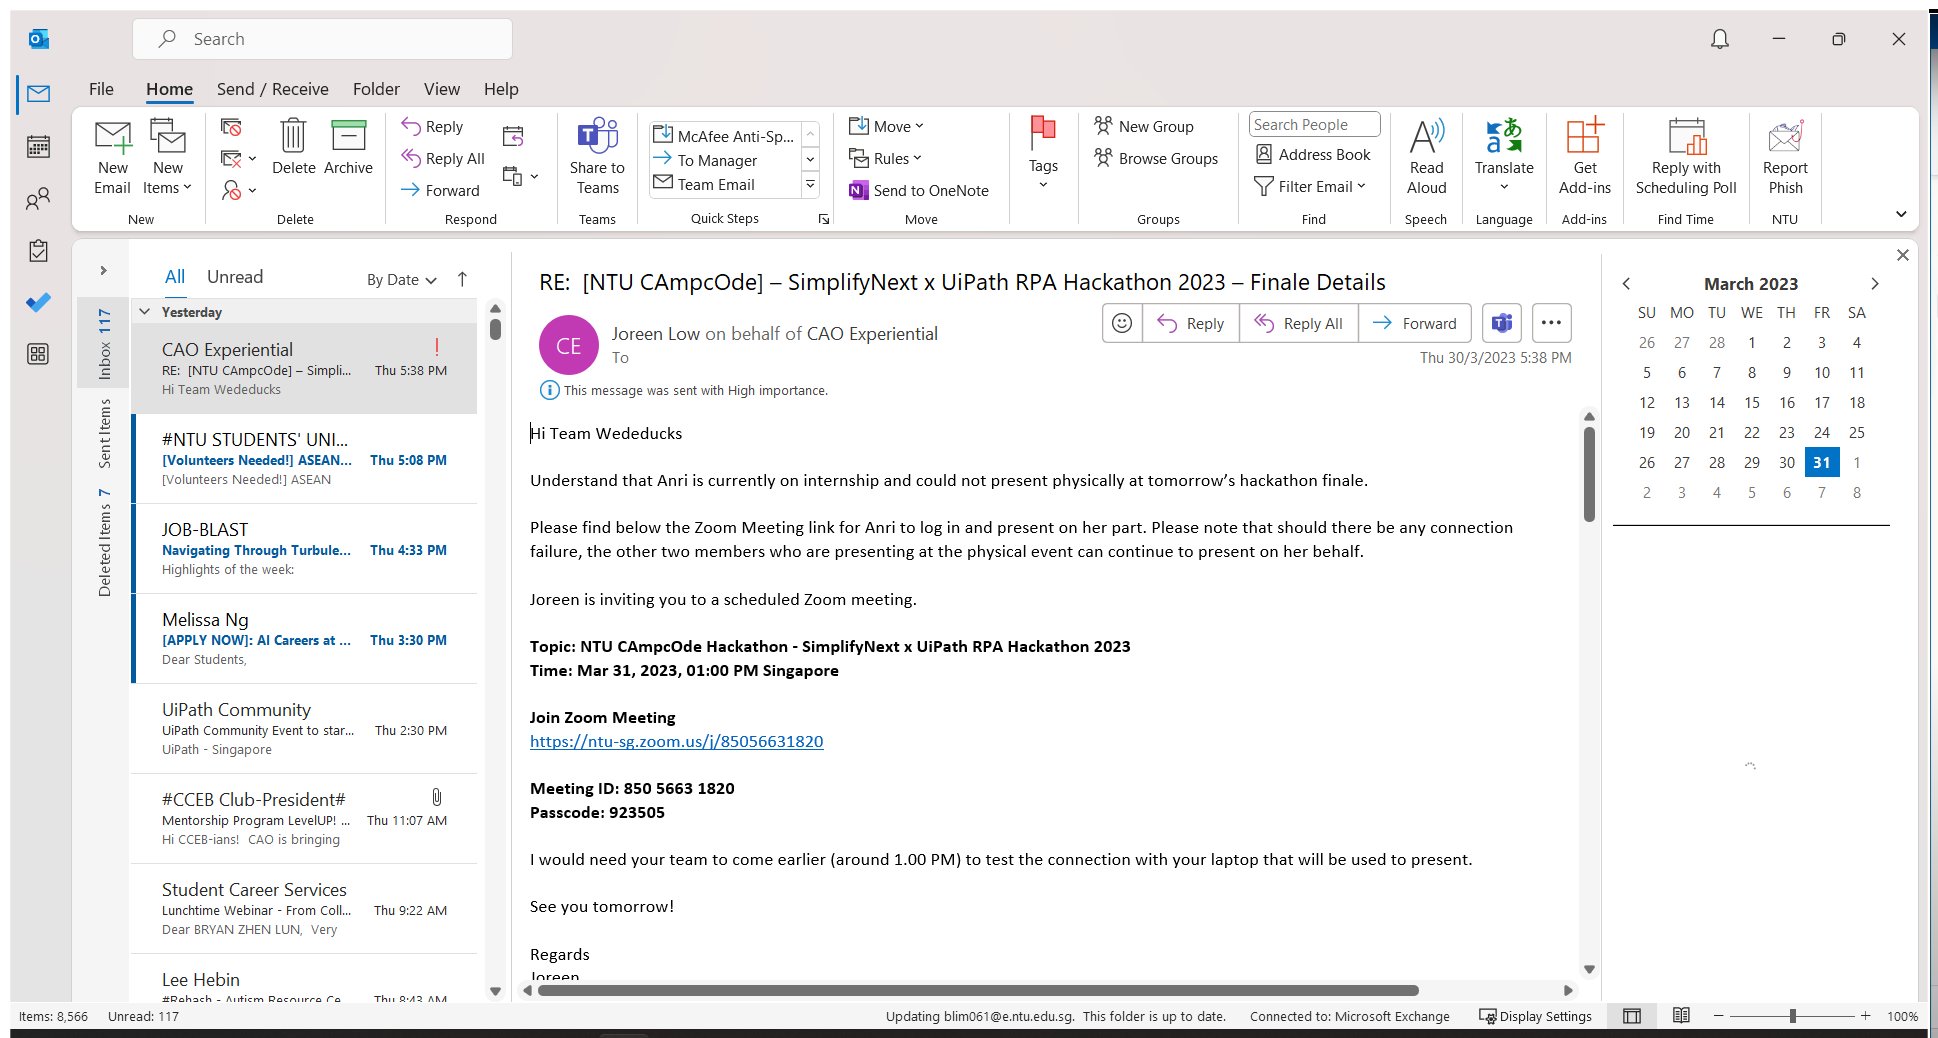 Search
File Home Send / Receive Folder View Help
New Email
New Items
New
Delete
Archive
Delete
Reply
Reply All
Forward
Respond
Share to Teams
Teams
McAfee Anti-Sp...
To Manager
Team Email
Quick Steps
Move
Rules
Send to OneNote
Move
Tags
New Group
Browse Groups
Groups
Search People
Address Book
Filter Email
Find
Read Aloud
Speech
Translate
Language
Get Add-ins
Add-ins
Reply with Scheduling Poll
Find Time
Report Phish
NTU
Inbox 117
Sent Items
Deleted Items 7
All Unread By Date
Yesterday
CAO Experiential
RE: [NTU CAmpcOde] – Simpli... Thu 5:38 PM
Hi Team Wededucks
#NTU STUDENTS' UNI...
[Volunteers Needed!] ASEAN... Thu 5:08 PM
[Volunteers Needed!] ASEAN
JOB-BLAST
Navigating Through Turbule... Thu 4:33 PM
Highlights of the week:
Melissa Ng
[APPLY NOW]: AI Careers at ... Thu 3:30 PM
Dear Students,
UiPath Community
UiPath Community Event to star... Thu 2:30 PM
UiPath - Singapore
#CCEB Club-President#
Mentorship Program LevelUP! ... Thu 11:07 AM
Hi CCEB-ians! CAO is bringing
Student Career Services
Lunchtime Webinar - From Coll... Thu 9:22 AM
Dear BRYAN ZHEN LUN, Very
Lee Hebin
#Rehash - Autism Resource Ce... Thu 8:43 AM
RE: [NTU CAmpcOde] – SimplifyNext x UiPath RPA Hackathon 2023 – Finale Details
CE
Joreen Low on behalf of CAO Experiential
To
Reply Reply All Forward
Thu 30/3/2023 5:38 PM
This message was sent with High importance.
Hi Team Wededucks
Understand that Anri is currently on internship and could not present physically at tomorrow’s hackathon finale.
Please find below the Zoom Meeting link for Anri to log in and present on her part. Please note that should there be any connection
failure, the other two members who are presenting at the physical event can continue to present on her behalf.
Joreen is inviting you to a scheduled Zoom meeting.
Topic: NTU CAmpcOde Hackathon - SimplifyNext x UiPath RPA Hackathon 2023
Time: Mar 31, 2023, 01:00 PM Singapore
Join Zoom Meeting
https://ntu-sg.zoom.us/j/85056631820
Meeting ID: 850 5663 1820
Passcode: 923505
I would need your team to come earlier (around 1.00 PM) to test the connection with your laptop that will be used to present.
See you tomorrow!
Regards
Joreen
March 2023
SU MO TU WE TH FR SA
26 27 28 1 2 3 4
5 6 7 8 9 10 11
12 13 14 15 16 17 18
19 20 21 22 23 24 25
26 27 28 29 30 31 1
2 3 4 5 6 7 8
Items: 8,566 Unread: 117 Updating blim061@e.ntu.edu.sg. This folder is up to date. Connected to: Microsoft Exchange Display Settings 100%